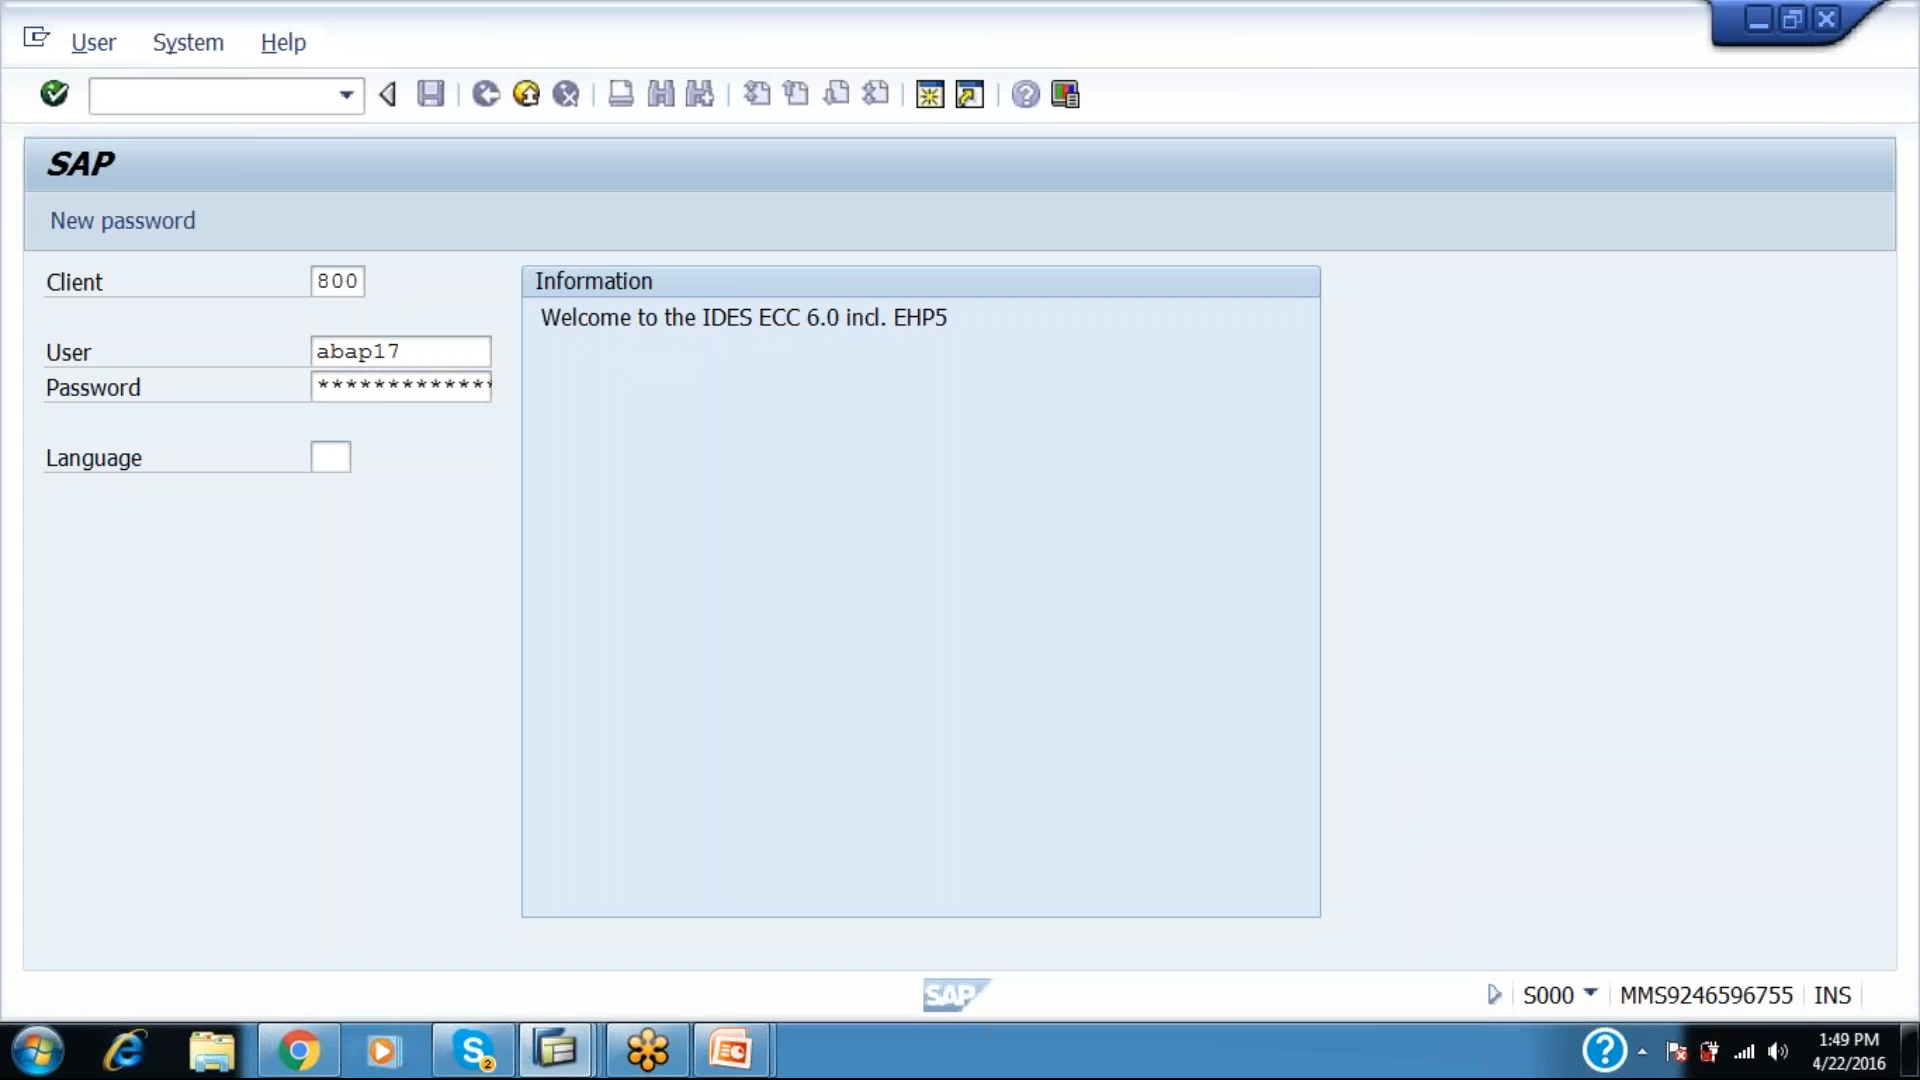 User System Help
SAP
New password
Client 800
User abap17
Password *************
Language
Information
Welcome to the IDES ECC 6.0 incl. EHP5
SAP
S000 MMS9246596755 INS
2
1:49 PM
4/22/2016